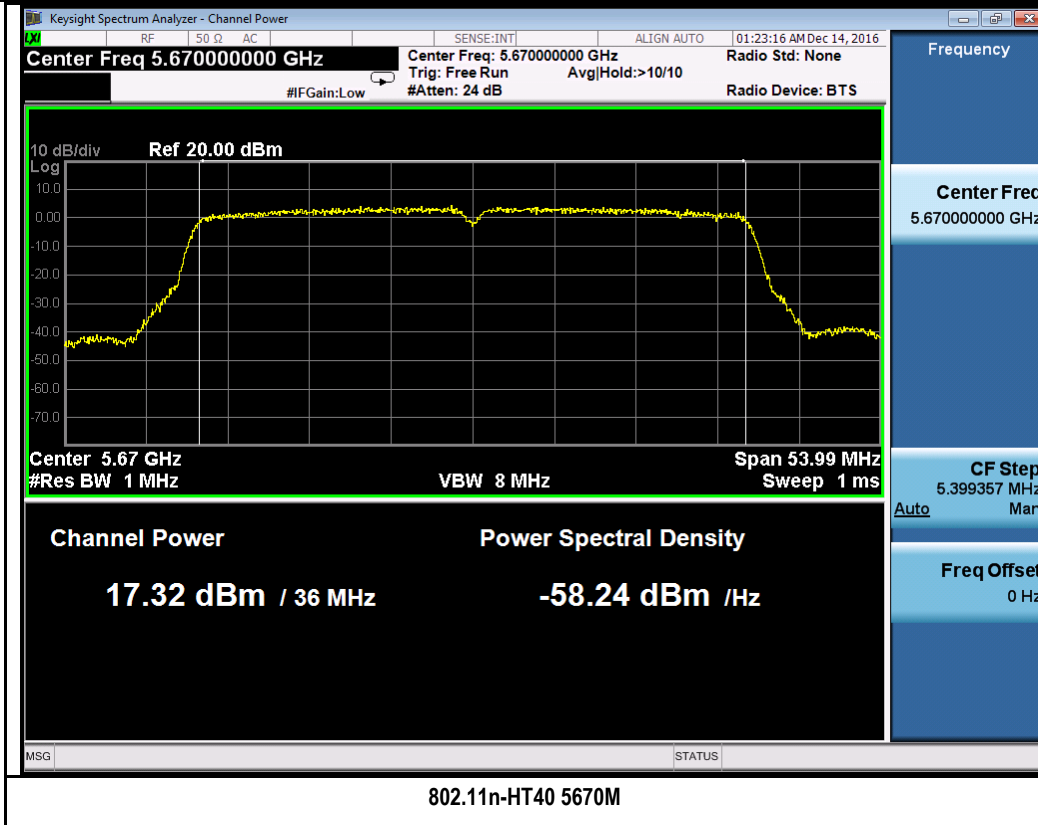 Keysight Spectrum Analyzer - Channel Power
LXI RF 50 Ω AC SENSE:INT ALIGN AUTO 01:23:16 AM Dec 14, 2016
Center Freq 5.670000000 GHz
#IFGain:Low
Center Freq: 5.670000000 GHz
Trig: Free Run Avg|Hold:>10/10
#Atten: 24 dB
Radio Std: None
Radio Device: BTS
10 dB/div Ref 20.00 dBm
Log
10.0
0.00
-10.0
-20.0
-30.0
-40.0
-50.0
-60.0
-70.0
Center 5.67 GHz Span 53.99 MHz
#Res BW 1 MHz VBW 8 MHz Sweep 1 ms
Channel Power Power Spectral Density
17.32 dBm / 36 MHz -58.24 dBm /Hz
Frequency
Center Freq
5.670000000 GHz
CF Step
5.399357 MHz
Auto Man
Freq Offset
0 Hz
MSG STATUS
802.11n-HT40 5670M